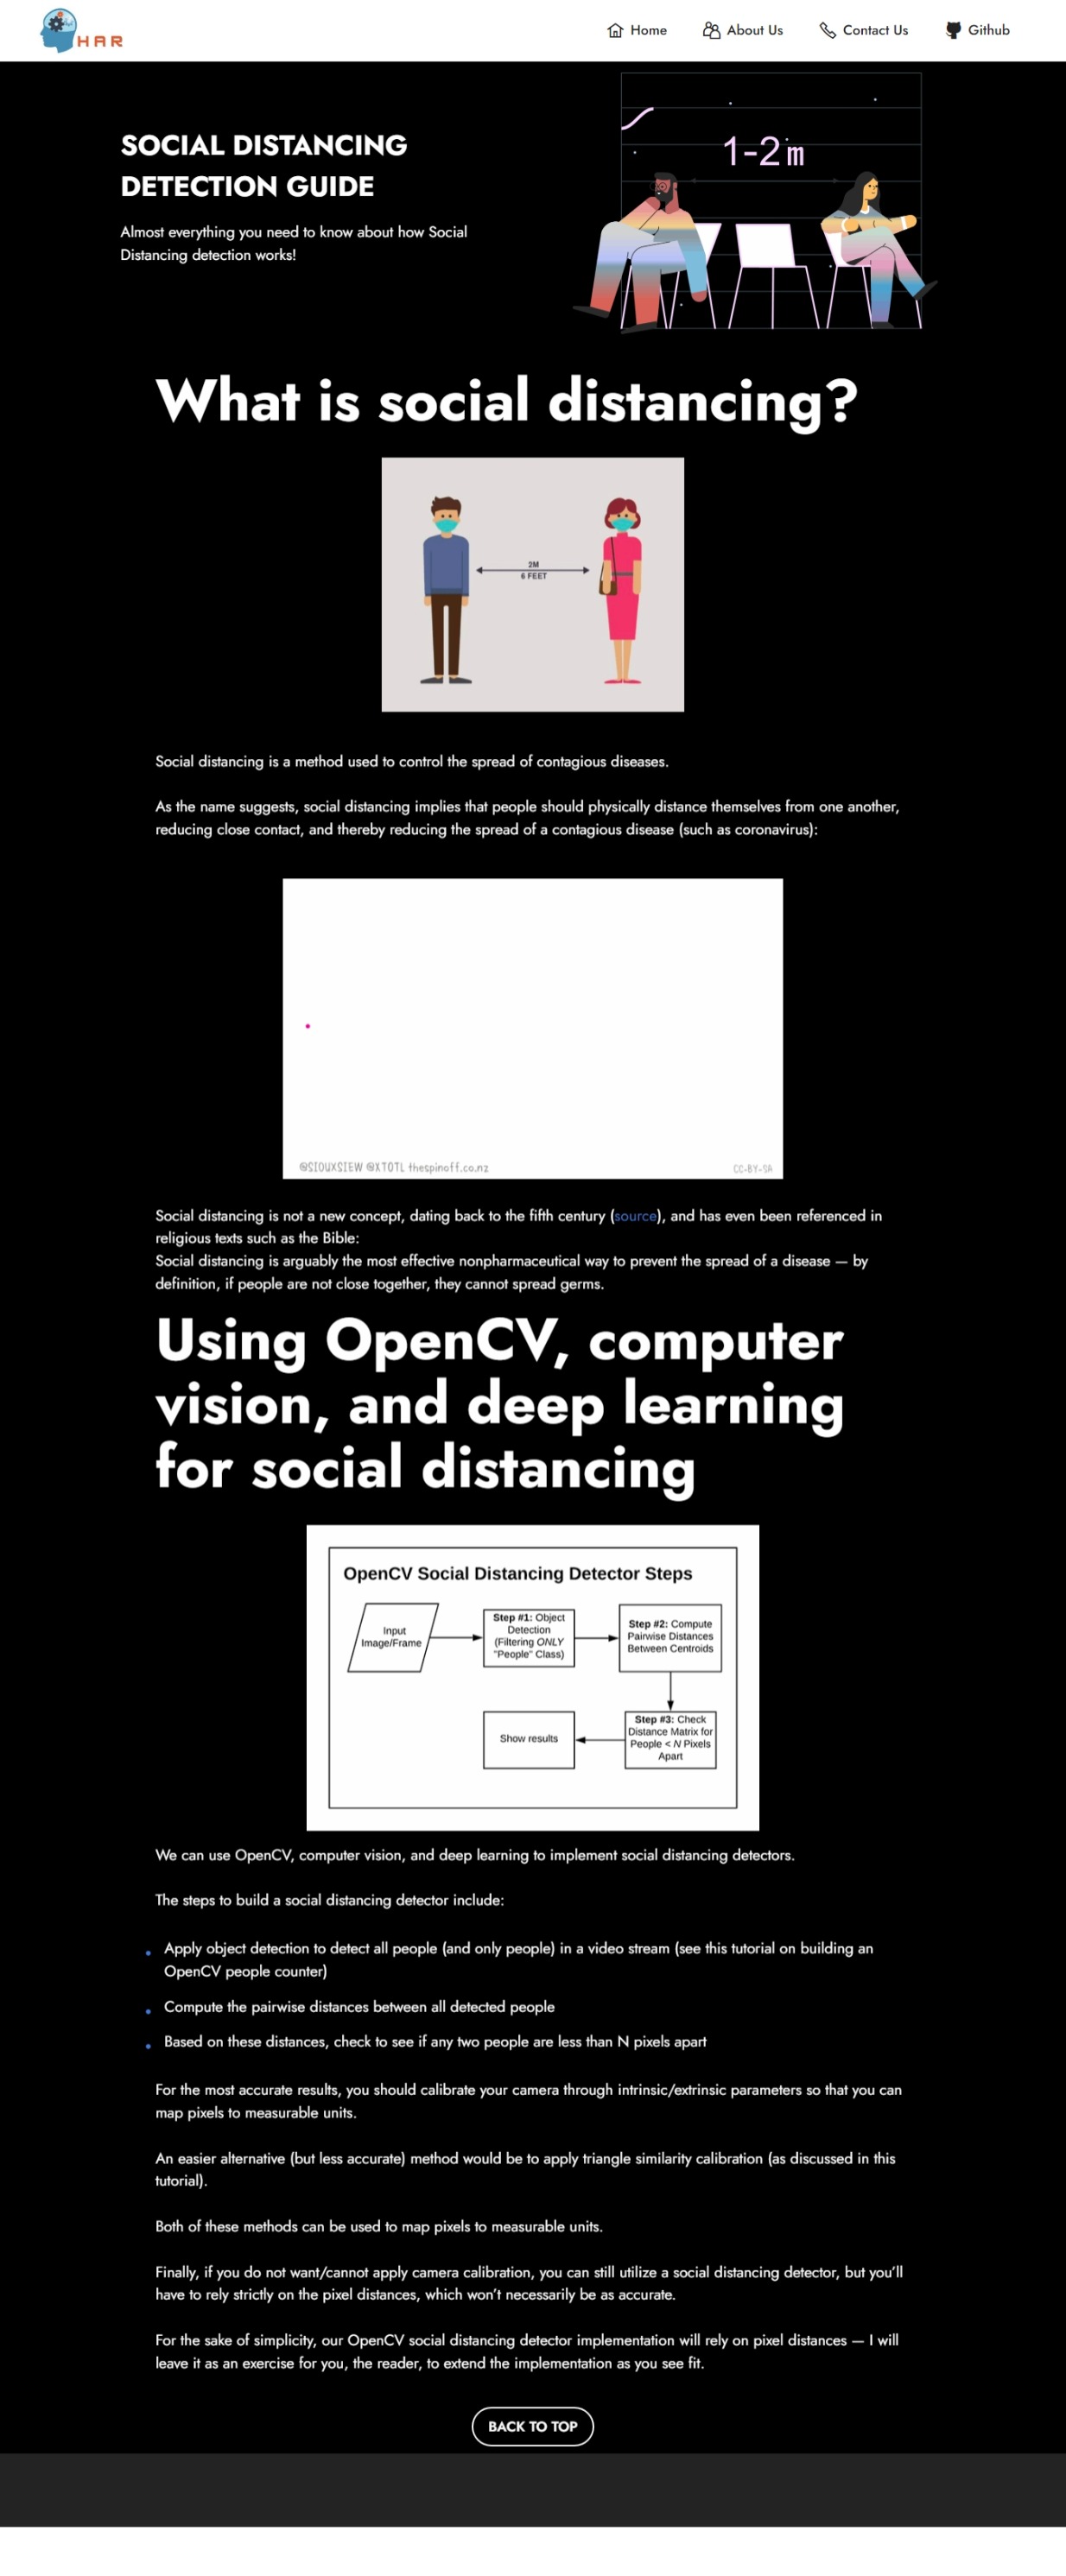 HAR
Home
About Us
Contact Us
Github
SOCIAL DISTANCING
DETECTION GUIDE
Almost everything you need to know about how Social
Distancing detection works!
1-2m
What is social distancing?
2M
6 FEET
Social distancing is a method used to control the spread of contagious diseases.
As the name suggests, social distancing implies that people should physically distance themselves from one another,
reducing close contact, and thereby reducing the spread of a contagious disease (such as coronavirus):
@SIOUXSIEW @XTOTL thespinoff.co.nz
CC-BY-SA
Social distancing is not a new concept, dating back to the fifth century (source), and has even been referenced in
religious texts such as the Bible:
Social distancing is arguably the most effective nonpharmaceutical way to prevent the spread of a disease — by
definition, if people are not close together, they cannot spread germs.
Using OpenCV, computer
vision, and deep learning
for social distancing
OpenCV Social Distancing Detector Steps
Input
Image/Frame
Step #1: Object
Detection
(Filtering ONLY
"People" Class)
Step #2: Compute
Pairwise Distances
Between Centroids
Step #3: Check
Distance Matrix for
People < N Pixels
Apart
Show results
We can use OpenCV, computer vision, and deep learning to implement social distancing detectors.
The steps to build a social distancing detector include:
Apply object detection to detect all people (and only people) in a video stream (see this tutorial on building an
OpenCV people counter)
Compute the pairwise distances between all detected people
Based on these distances, check to see if any two people are less than N pixels apart
For the most accurate results, you should calibrate your camera through intrinsic/extrinsic parameters so that you can
map pixels to measurable units.
An easier alternative (but less accurate) method would be to apply triangle similarity calibration (as discussed in this
tutorial).
Both of these methods can be used to map pixels to measurable units.
Finally, if you do not want/cannot apply camera calibration, you can still utilize a social distancing detector, but you’ll
have to rely strictly on the pixel distances, which won’t necessarily be as accurate.
For the sake of simplicity, our OpenCV social distancing detector implementation will rely on pixel distances — I will
leave it as an exercise for you, the reader, to extend the implementation as you see fit.
BACK TO TOP